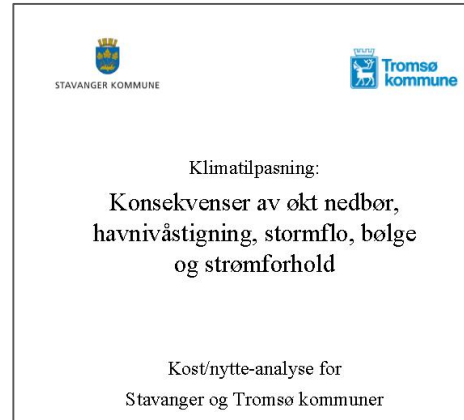 STAVANGER KOMMUNE
Tromsø
kommune
Klimatilpasning:
Konsekvenser av økt nedbør,
havnivåstigning, stormflo, bølge
og strømforhold
Kost/nytte-analyse for
Stavanger og Tromsø kommuner